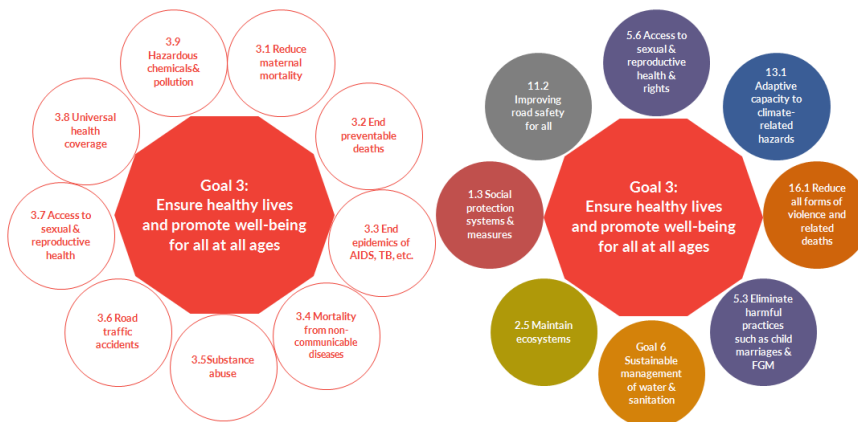 3.9
Hazardous
chemicals&
pollution
3.1 Reduce
maternal
mortality
3.2 End
preventable
deaths
3.3 End
epidemics of
AIDS, TB, etc.
3.4 Mortality
from non-
communicable
diseases
3.5Substance
abuse
3.6 Road
traffic
accidents
3.7 Access to
sexual &
reproductive
health
3.8 Universal
health
coverage
Goal 3:
Ensure healthy lives
and promote well-being
for all at all ages
5.6 Access to
sexual &
reproductive
health &
rights
13.1
Adaptive
capacity to
climate-
related
hazards
16.1 Reduce
all forms of
violence and
related
deaths
5.3 Eliminate
harmful
practices
such as child
marriages &
FGM
Goal 6
Sustainable
management
of water &
sanitation
2.5 Maintain
ecosystems
1.3 Social
protection
systems &
measures
11.2
Improving
road safety
for all
Goal 3:
Ensure healthy lives
and promote well-being
for all at all ages